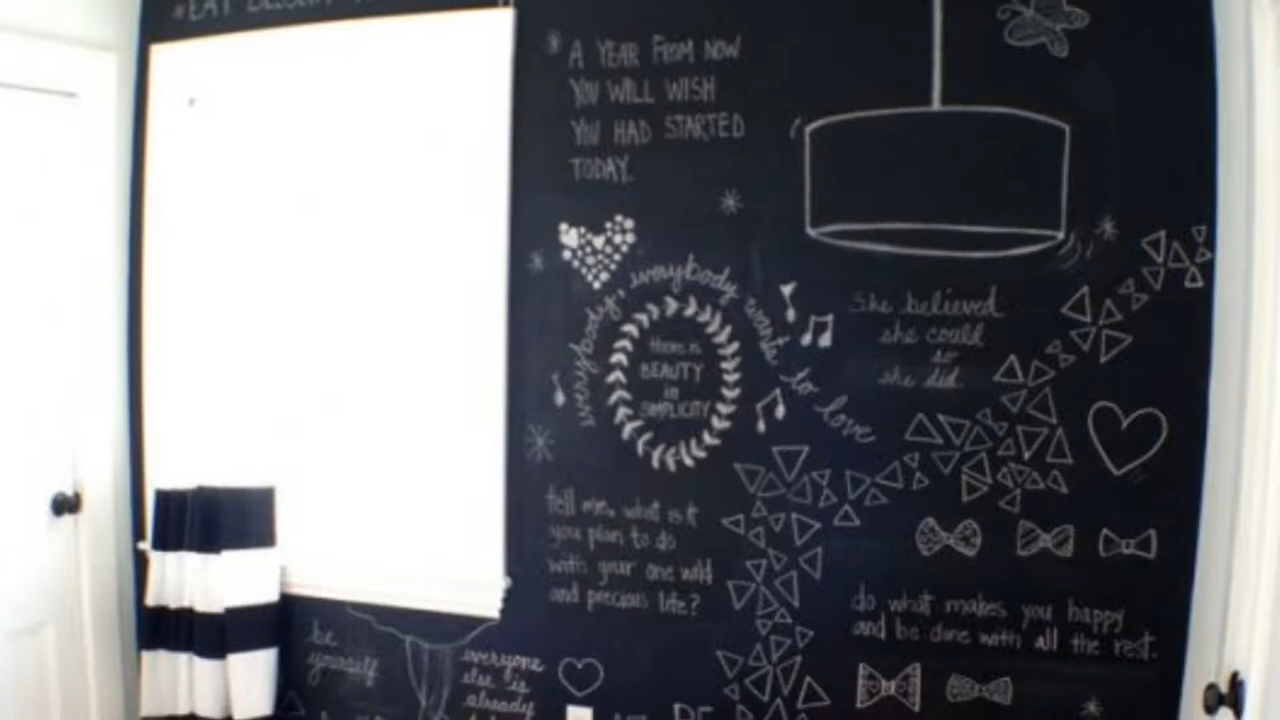 *EAT DESSERT
* A YEAR FROM NOW
YOU WILL WISH
YOU HAD STARTED
TODAY.
everybody, everybody wants to love
there is
BEAUTY
in
SIMPLICITY
She believed
she could
so
she did.
tell me, what is it
you plan to do
with your one wild
and precious life?
do what makes you happy
and be done with all the rest.
be
yourself
everyone
else is
already
BE